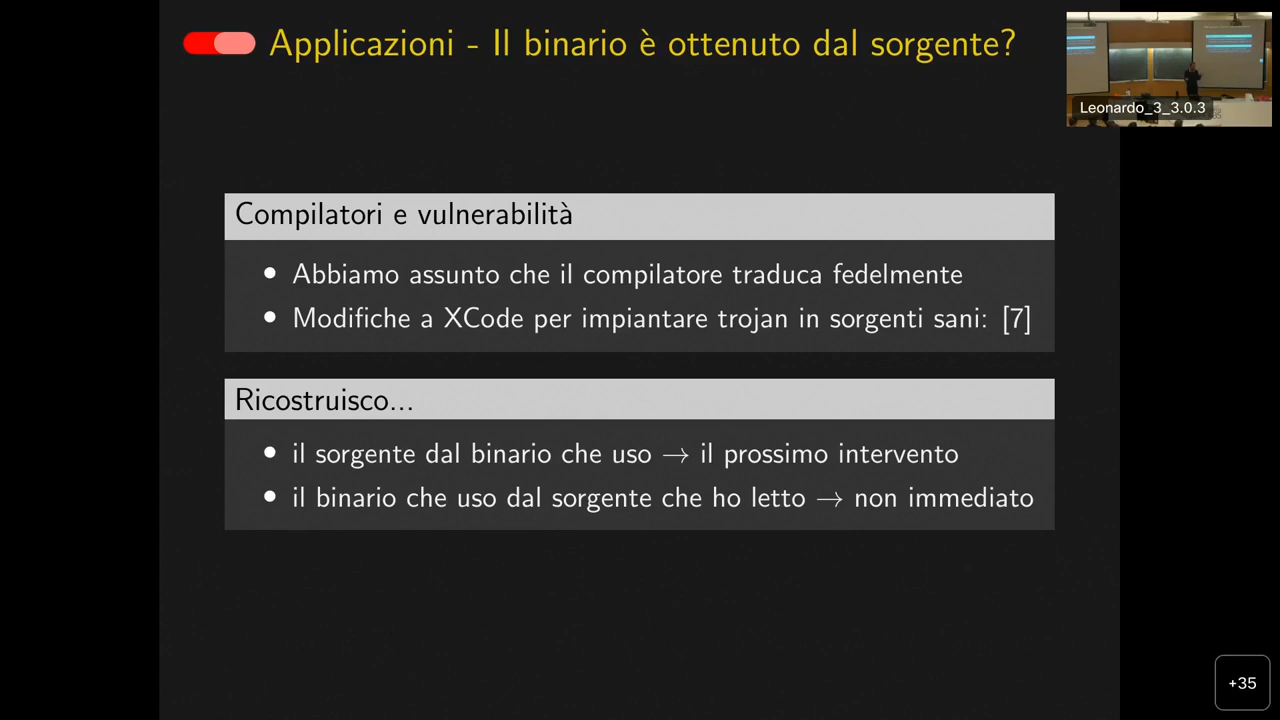 Applicazioni - Il binario è ottenuto dal sorgente?
Leonardo_3_3.0.3
Compilatori e vulnerabilità
• Abbiamo assunto che il compilatore traduca fedelmente
• Modifiche a XCode per impiantare trojan in sorgenti sani: [7]
Ricostruisco...
• il sorgente dal binario che uso → il prossimo intervento
• il binario che uso dal sorgente che ho letto → non immediato
+35